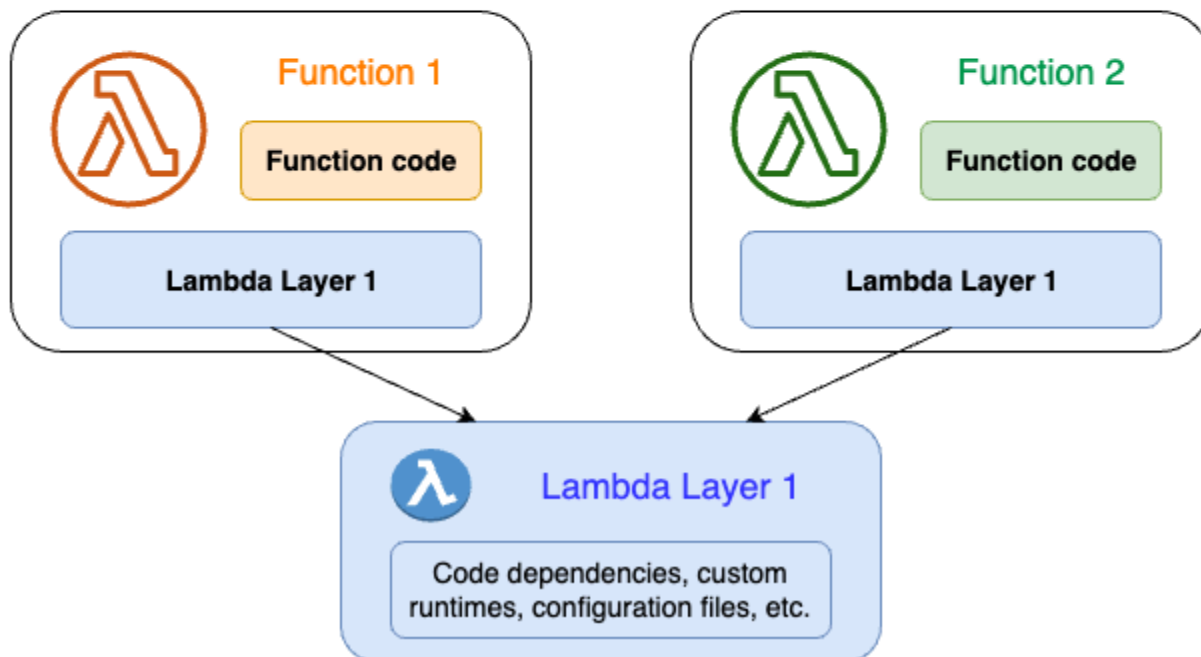 Function 1
Function code
Lambda Layer 1
Function 2
Function code
Lambda Layer 1
Lambda Layer 1
Code dependencies, custom
runtimes, configuration files, etc.